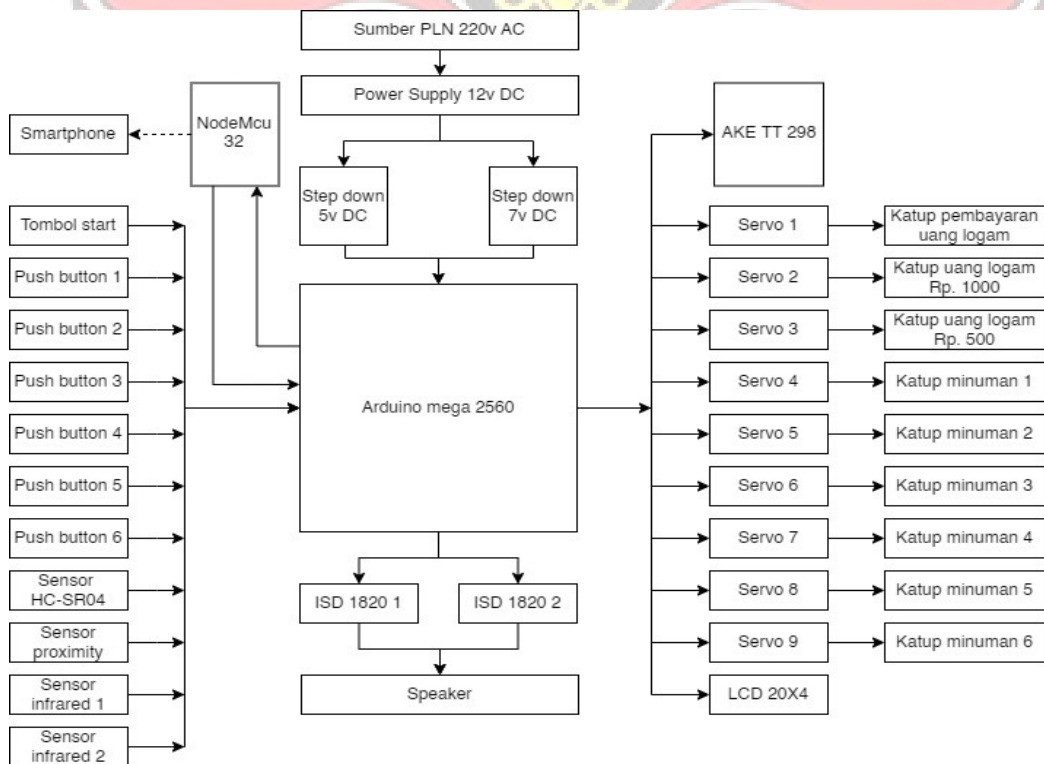 Sumber PLN 220v AC
Power Supply 12v DC
NodeMcu
32
Smartphone
Step down
5v DC
Step down
7v DC
AKE TT 298
Tombol start
Push button 1
Push button 2
Push button 3
Push button 4
Push button 5
Push button 6
Sensor
HC-SR04
Sensor
proximity
Sensor
infrared 1
Sensor
infrared 2
Arduino mega 2560
ISD 1820 1
ISD 1820 2
Speaker
Servo 1
Katup pembayaran
uang logam
Servo 2
Katup uang logam
Rp. 1000
Servo 3
Katup uang logam
Rp. 500
Servo 4
Katup minuman 1
Servo 5
Katup minuman 2
Servo 6
Katup minuman 3
Servo 7
Katup minuman 4
Servo 8
Katup minuman 5
Servo 9
Katup minuman 6
LCD 20X4